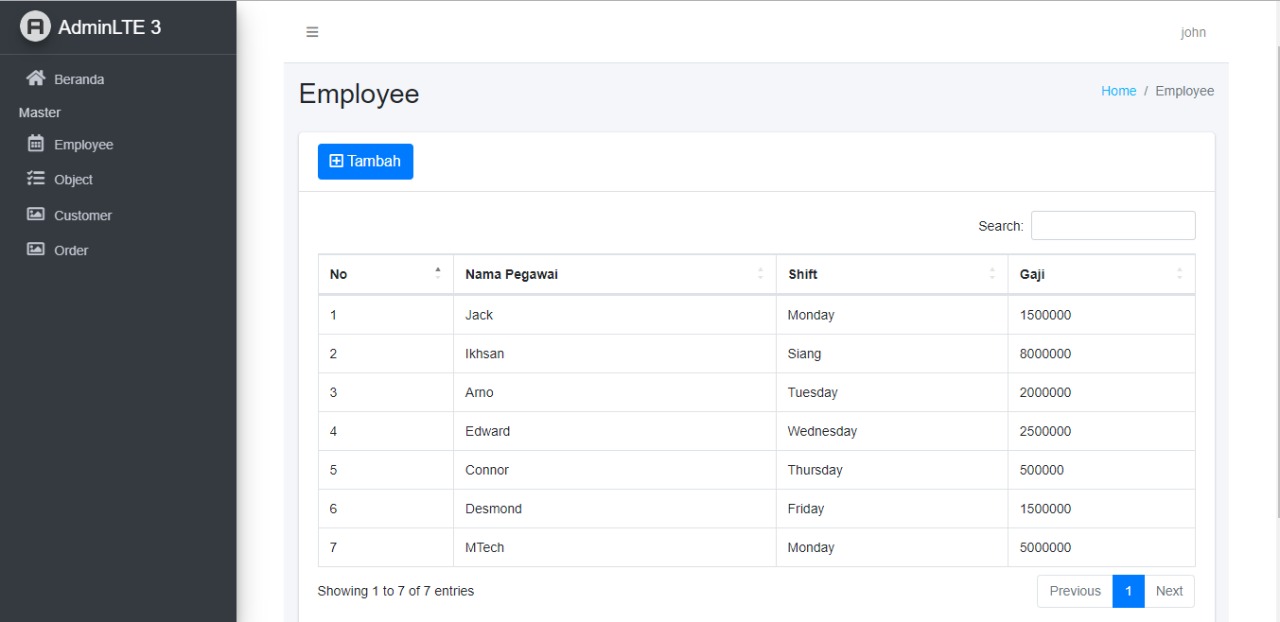 AdminLTE 3
john
Beranda
Master
Employee
Object
Customer
Order
Employee
Home / Employee
Tambah
Search:
No Nama Pegawai Shift Gaji
1 Jack Monday 1500000
2 Ikhsan Siang 8000000
3 Arno Tuesday 2000000
4 Edward Wednesday 2500000
5 Connor Thursday 500000
6 Desmond Friday 1500000
7 MTech Monday 5000000
Showing 1 to 7 of 7 entries
Previous 1 Next